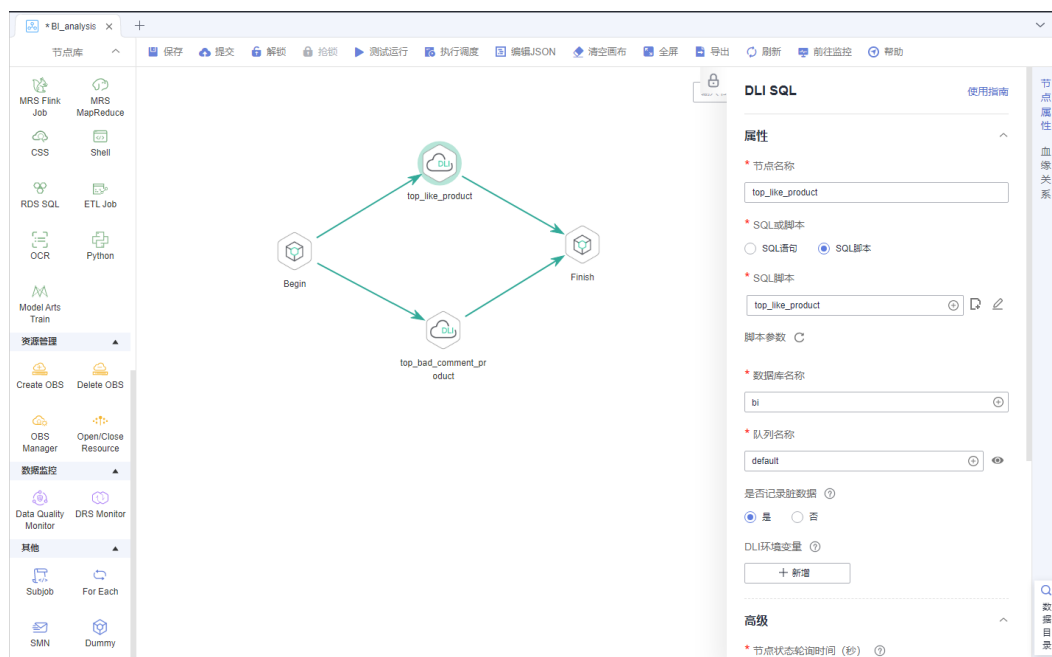 *BI_analysis
节点库
保存
提交
解锁
抢锁
测试运行
执行调度
编辑JSON
清空画布
全屏
导出
刷新
前往监控
帮助
MRS Flink
Job
MRS
MapReduce
CSS
Shell
RDS SQL
ETL Job
OCR
Python
Model Arts
Train
资源管理
Create OBS
Delete OBS
OBS
Manager
Open/Close
Resource
数据监控
Data Quality
Monitor
DRS Monitor
其他
Subjob
For Each
SMN
Dummy
DLI
top_like_product
Begin
Finish
DLI
top_bad_comment_pr
oduct
DLI SQL
使用指南
属性
* 节点名称
top_like_product
* SQL或脚本
SQL语句
SQL脚本
* SQL脚本
top_like_product
脚本参数
* 数据库名称
bi
* 队列名称
default
是否记录脏数据
是
否
DLI环境变量
新增
高级
* 节点状态轮询时间（秒）
节点属性
血缘关系
数据目录